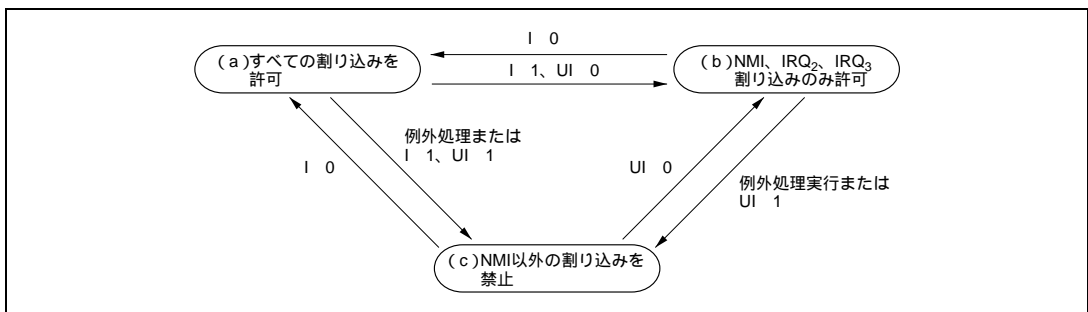 I 0
(a)すべての割り込みを
許可
I 1、UI 0
(b)NMI、IRQ2、IRQ3
割り込みのみ許可
例外処理または
I 1、UI 1
I 0
UI 0
例外処理実行または
UI 1
(c)NMI以外の割り込みを
禁止